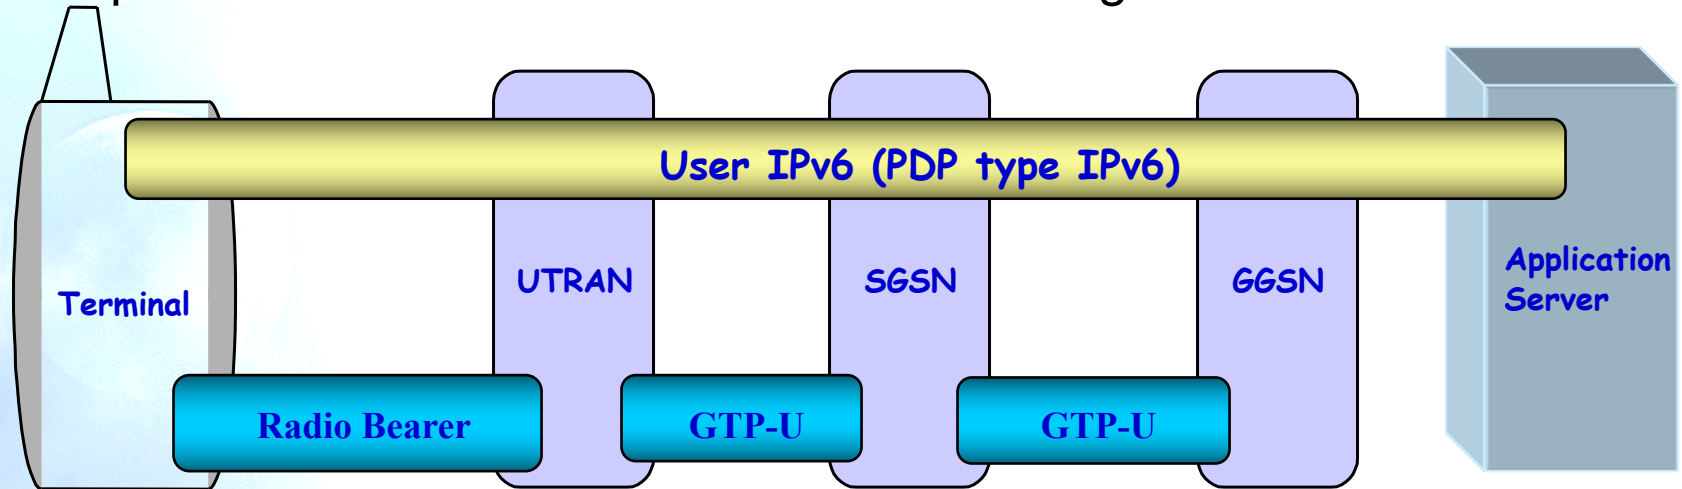 User IPv6 (PDP type IPv6)
Terminal
UTRAN
SGSN
GGSN
Application
Server
Radio Bearer
GTP-U
GTP-U